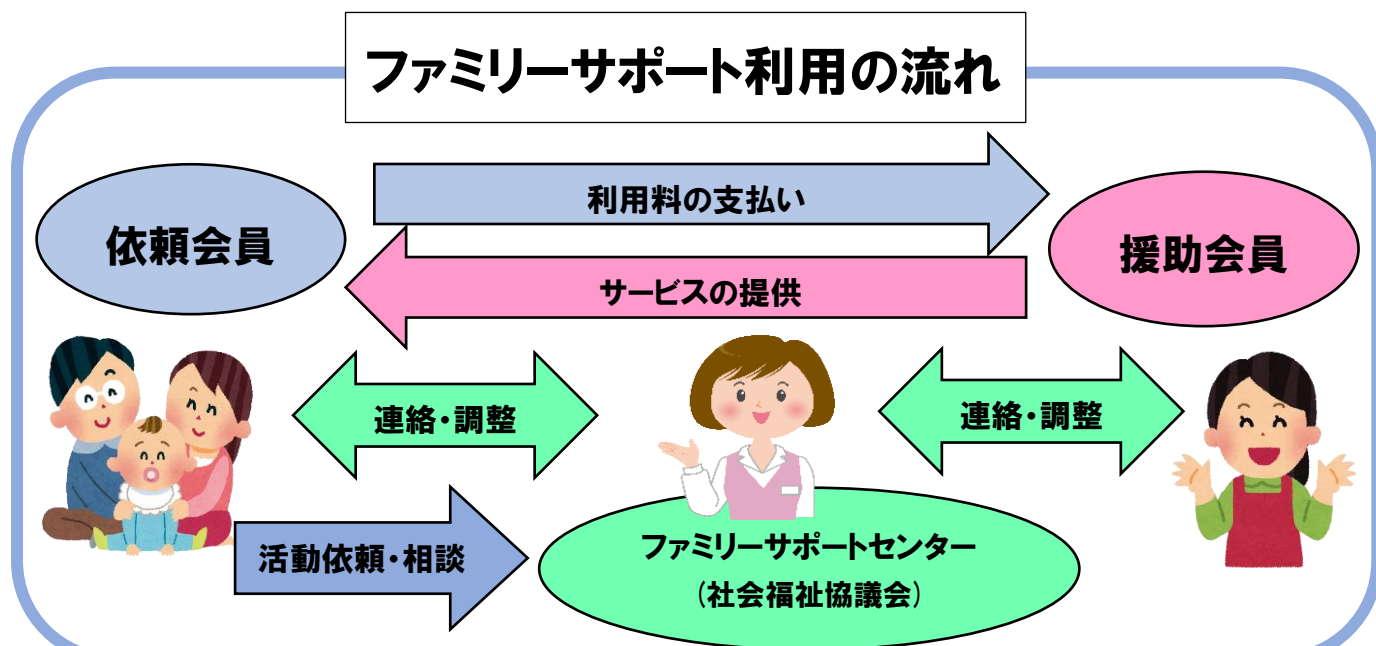 ファミリーサポート利用の流れ
利用料の支払い
依頼会員
援助会員
サービスの提供
連絡・調整
連絡・調整
活動依頼・相談
ファミリーサポートセンター
(社会福祉協議会)